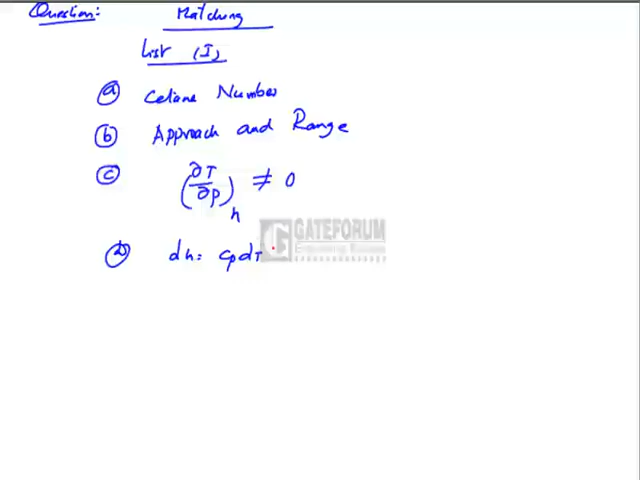 Question: Matching
List (I)
(a) Cetane Number
(b) Approach and Range
(c) (∂T/∂P)h ≠ 0
GATEFORUM
(d) dh = CpdT